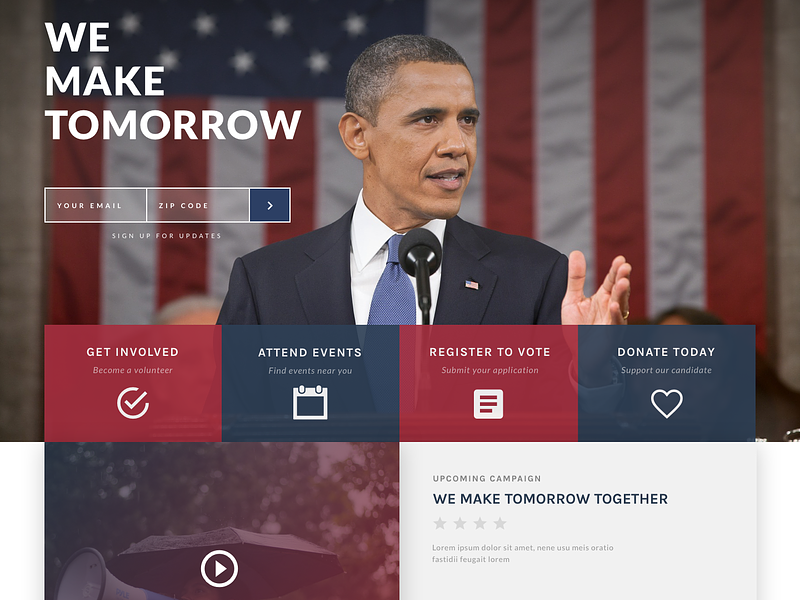 WE
MAKE
TOMORROW
YOUR EMAIL
ZIP CODE
SIGN UP FOR UPDATES
GET INVOLVED
Become a volunteer
ATTEND EVENTS
Find events near you
REGISTER TO VOTE
Submit your application
DONATE TODAY
Support our candidate
UPCOMING CAMPAIGN
WE MAKE TOMORROW TOGETHER
Lorem ipsum dolor sit amet, nene usu meis oratio
fastidii feugait lorem